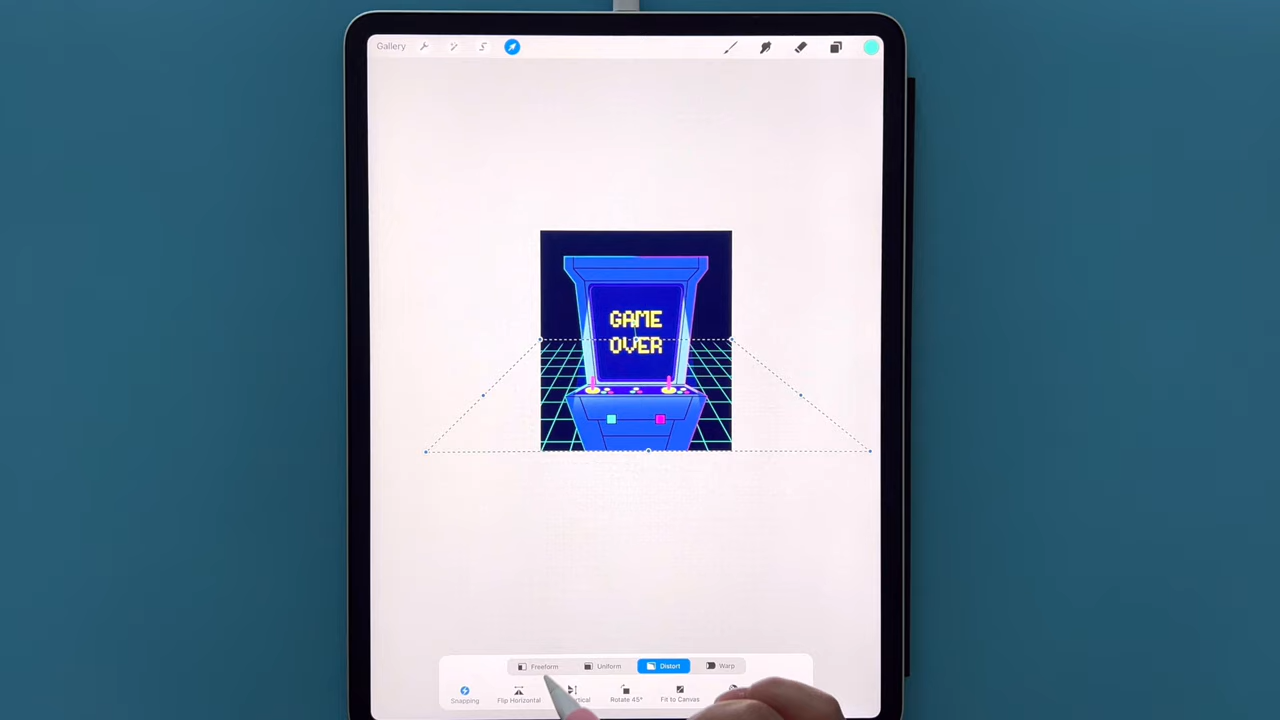 Gallery
GAME
OVER
Freeform
Uniform
Distort
Warp
Snapping
Flip Horizontal
Rotate 45°
Fit to Canvas